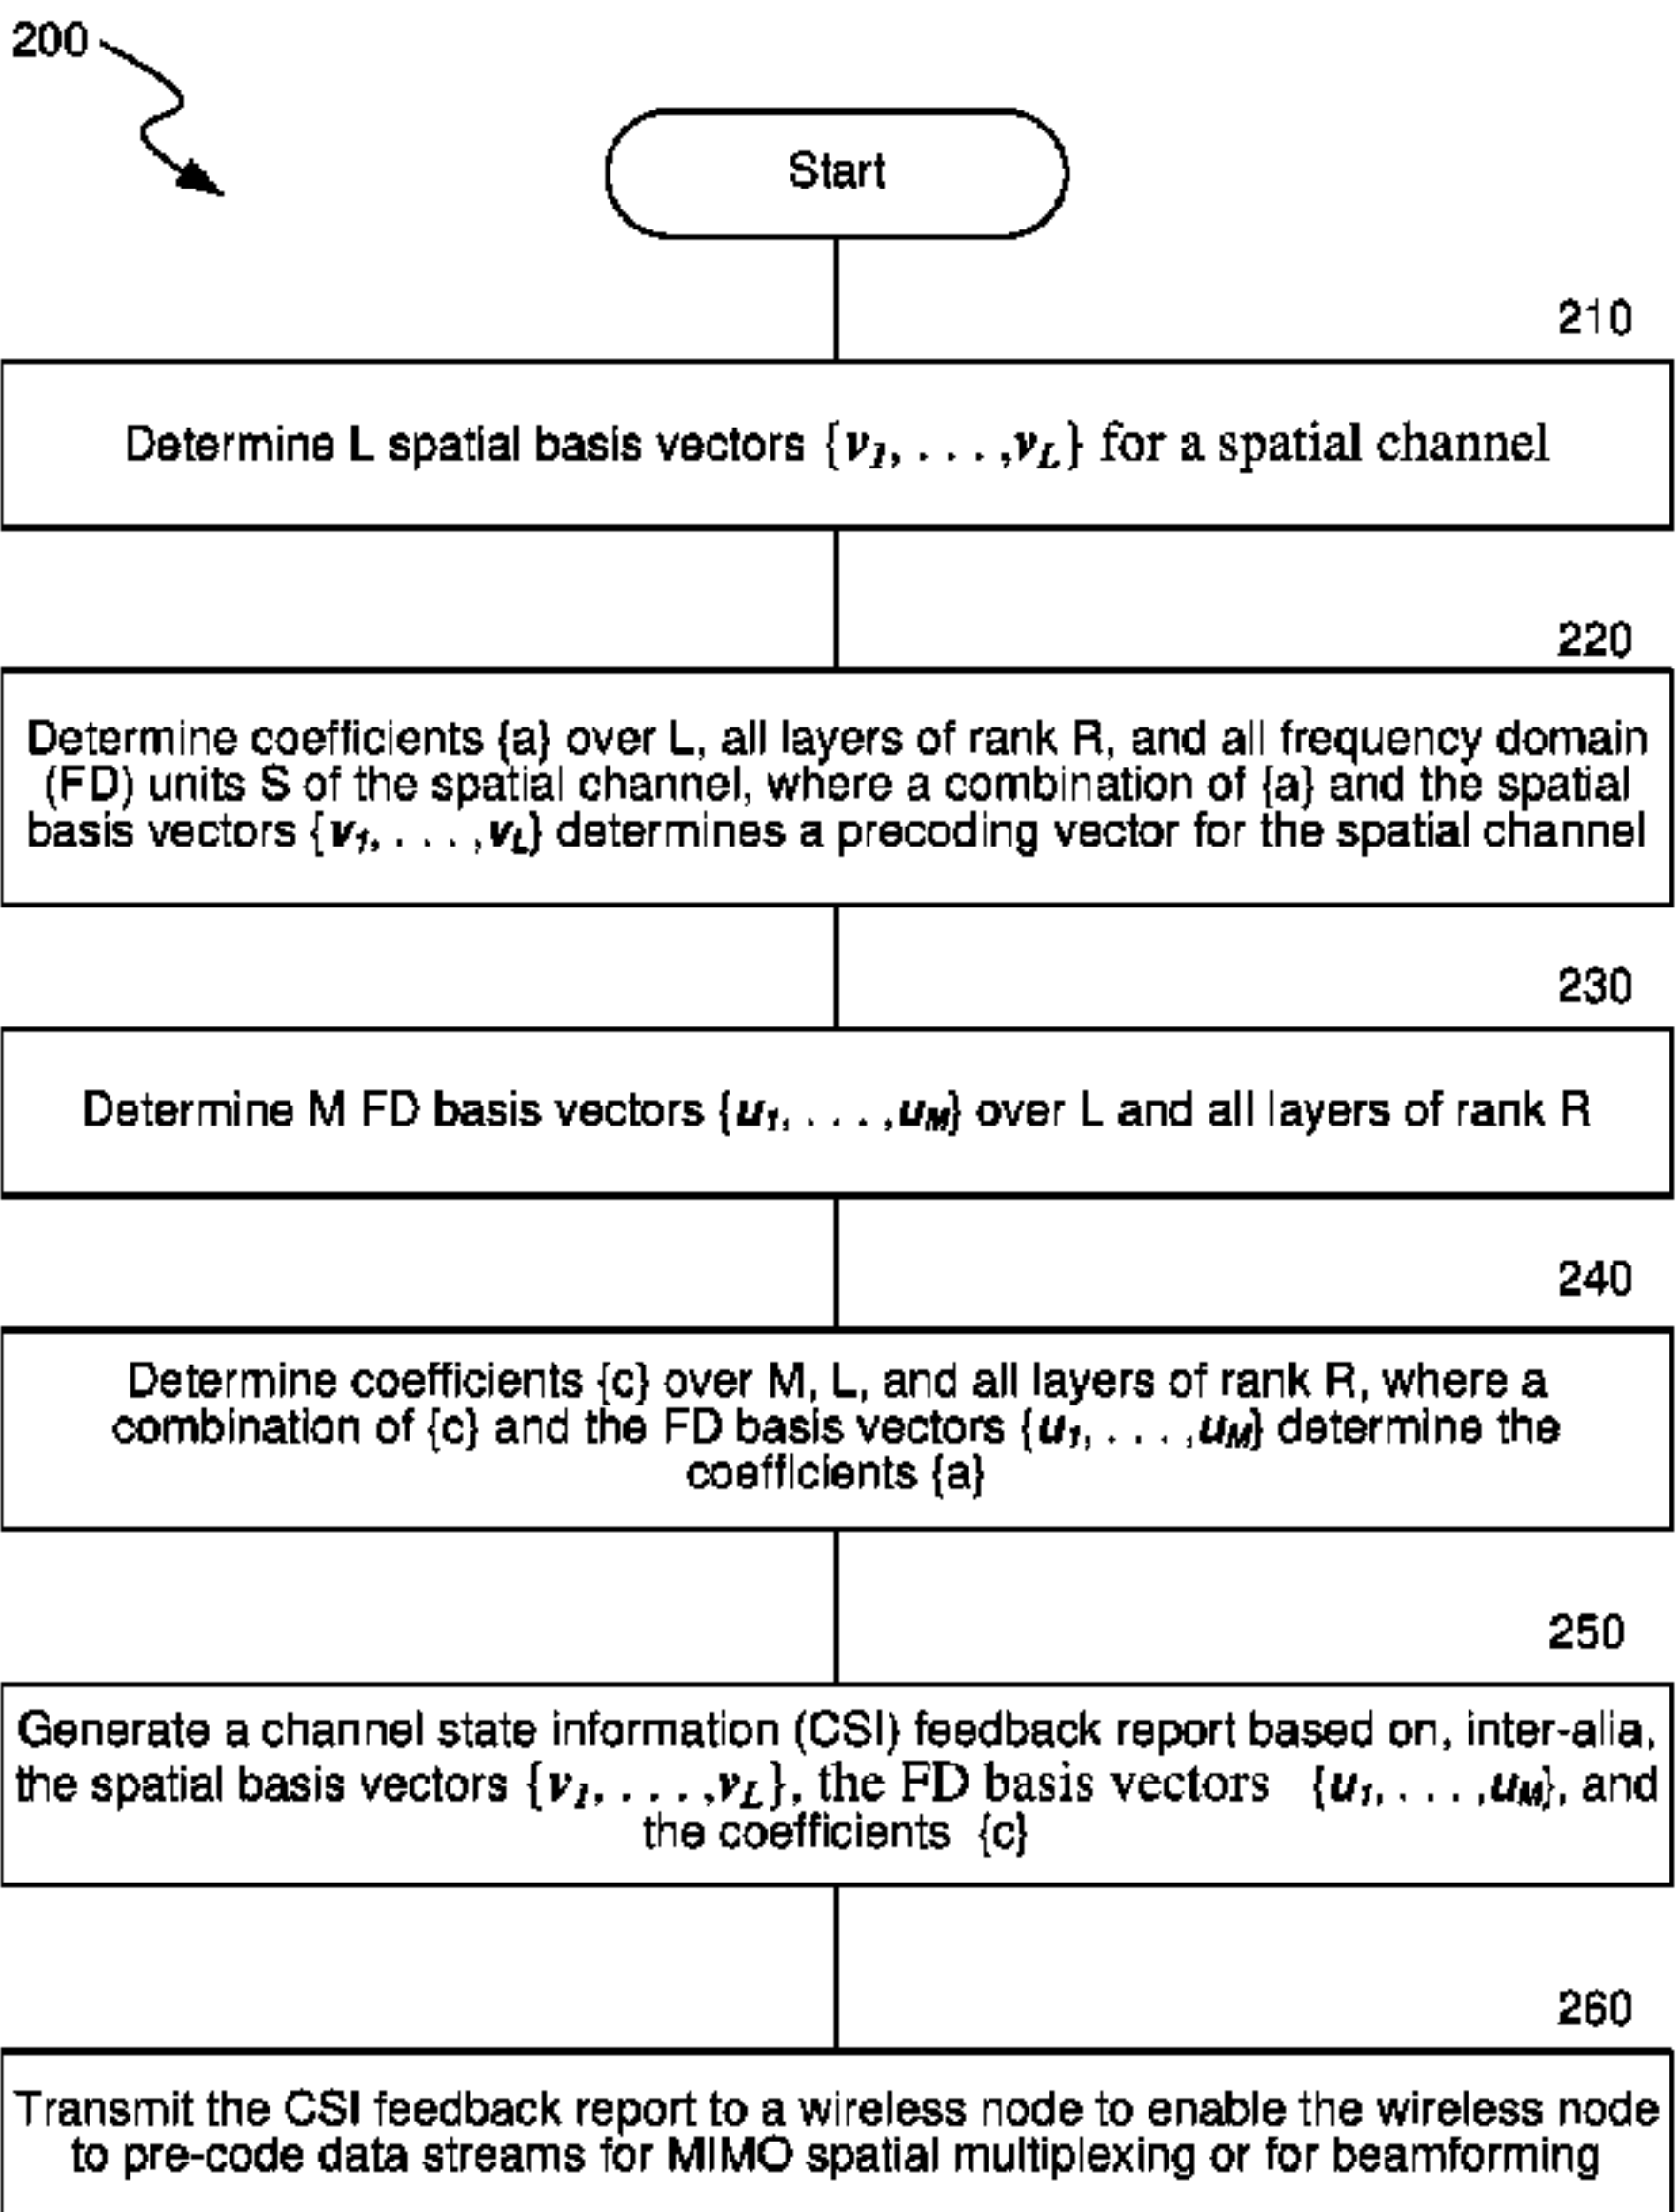 200
Start
210
Determine L spatial basis vectors {v1, . . . ,vL} for a spatial channel
220
Determine coefficients {a} over L, all layers of rank R, and all frequency domain
(FD) units S of the spatial channel, where a combination of {a} and the spatial
basis vectors {v1, . . . ,vL} determines a precoding vector for the spatial channel
230
Determine M FD basis vectors {u1, . . . ,uM} over L and all layers of rank R
240
Determine coefficients {c} over M, L, and all layers of rank R, where a
combination of {c} and the FD basis vectors {u1, . . . ,uM} determine the
coefficients {a}
250
Generate a channel state information (CSI) feedback report based on, inter-alia,
the spatial basis vectors {v1, . . . ,vL}, the FD basis vectors {u1, . . . ,uM}, and
the coefficients {c}
260
Transmit the CSI feedback report to a wireless node to enable the wireless node
to pre-code data streams for MIMO spatial multiplexing or for beamforming